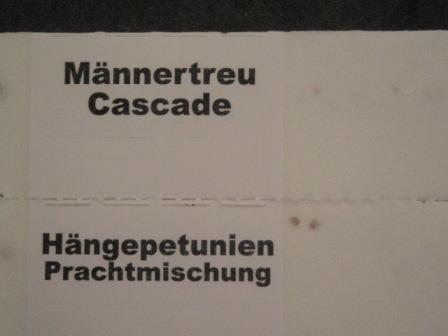 Männertreu
Cascade
Hängepetunien
Prachtmischung